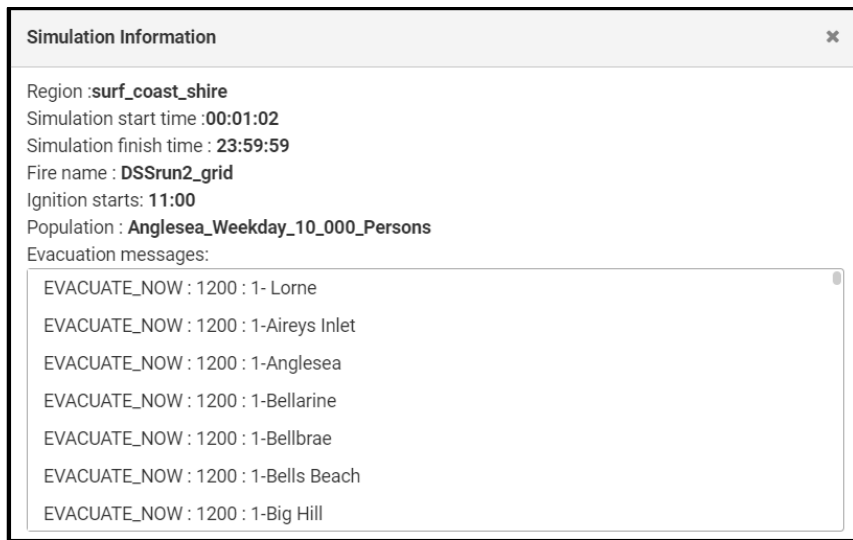 Simulation Information ×
Region :surf_coast_shire
Simulation start time :00:01:02
Simulation finish time : 23:59:59
Fire name : DSSrun2_grid
Ignition starts: 11:00
Population : Anglesea_Weekday_10_000_Persons
Evacuation messages:
EVACUATE_NOW : 1200 : 1- Lorne
EVACUATE_NOW : 1200 : 1-Aireys Inlet
EVACUATE_NOW : 1200 : 1-Anglesea
EVACUATE_NOW : 1200 : 1-Bellarine
EVACUATE_NOW : 1200 : 1-Bellbrae
EVACUATE_NOW : 1200 : 1-Bells Beach
EVACUATE_NOW : 1200 : 1-Big Hill